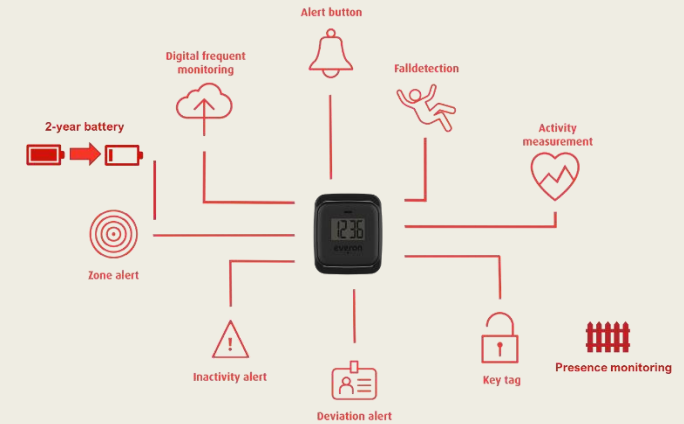 Alert button
Digital frequent
monitoring
Falldetection
2-year battery
Activity
measurement
12 36
evayon
Zone alert
Inactivity alert
Key tag
Presence monitoring
Deviation alert